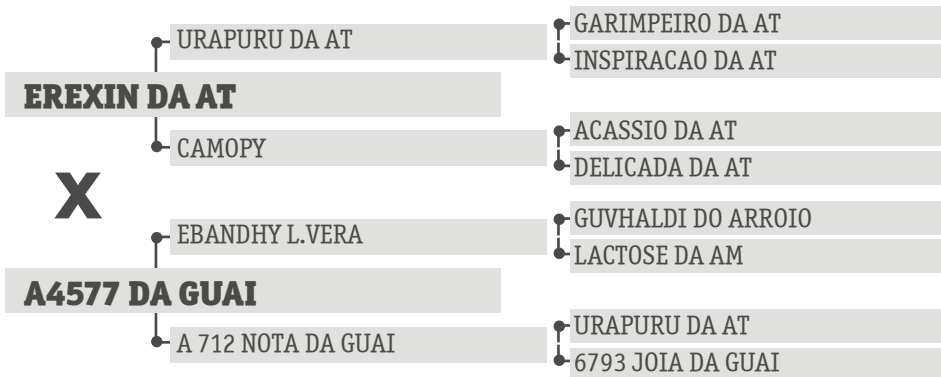 GARIMPEIRO DA AT
URAPURU DA AT
INSPIRACAO DA AT
EREXIN DA AT
ACASSIO DA AT
CAMOPY
DELICADA DA AT
X
GUVHALDI DO ARROIO
EBANDHY L.VERA
LACTOSE DA AM
A4577 DA GUAI
URAPURU DA AT
A 712 NOTA DA GUAI
6793 JOIA DA GUAI